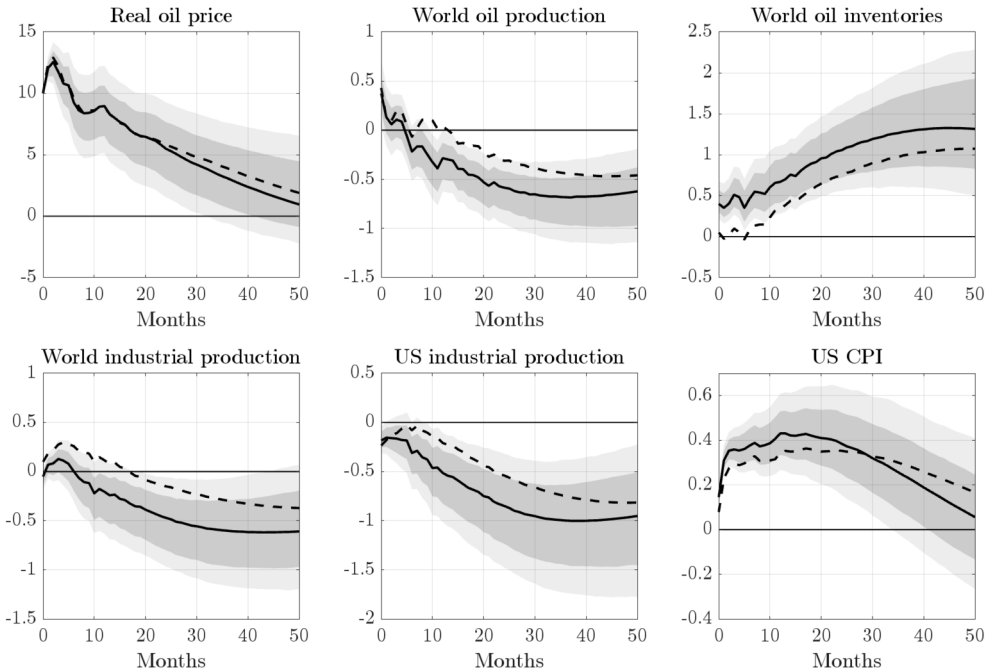 Real oil price
World oil production
World oil inventories
15
10
5
0
-5
0 10 20 30 40 50
Months
1
0.5
0
-0.5
-1
-1.5
0 10 20 30 40 50
Months
2.5
2
1.5
1
0.5
0
-0.5
0 10 20 30 40 50
Months
World industrial production
US industrial production
US CPI
1
0.5
0
-0.5
-1
-1.5
0 10 20 30 40 50
Months
0.5
0
-0.5
-1
-1.5
-2
0 10 20 30 40 50
Months
0.6
0.4
0.2
0
-0.2
-0.4
0 10 20 30 40 50
Months